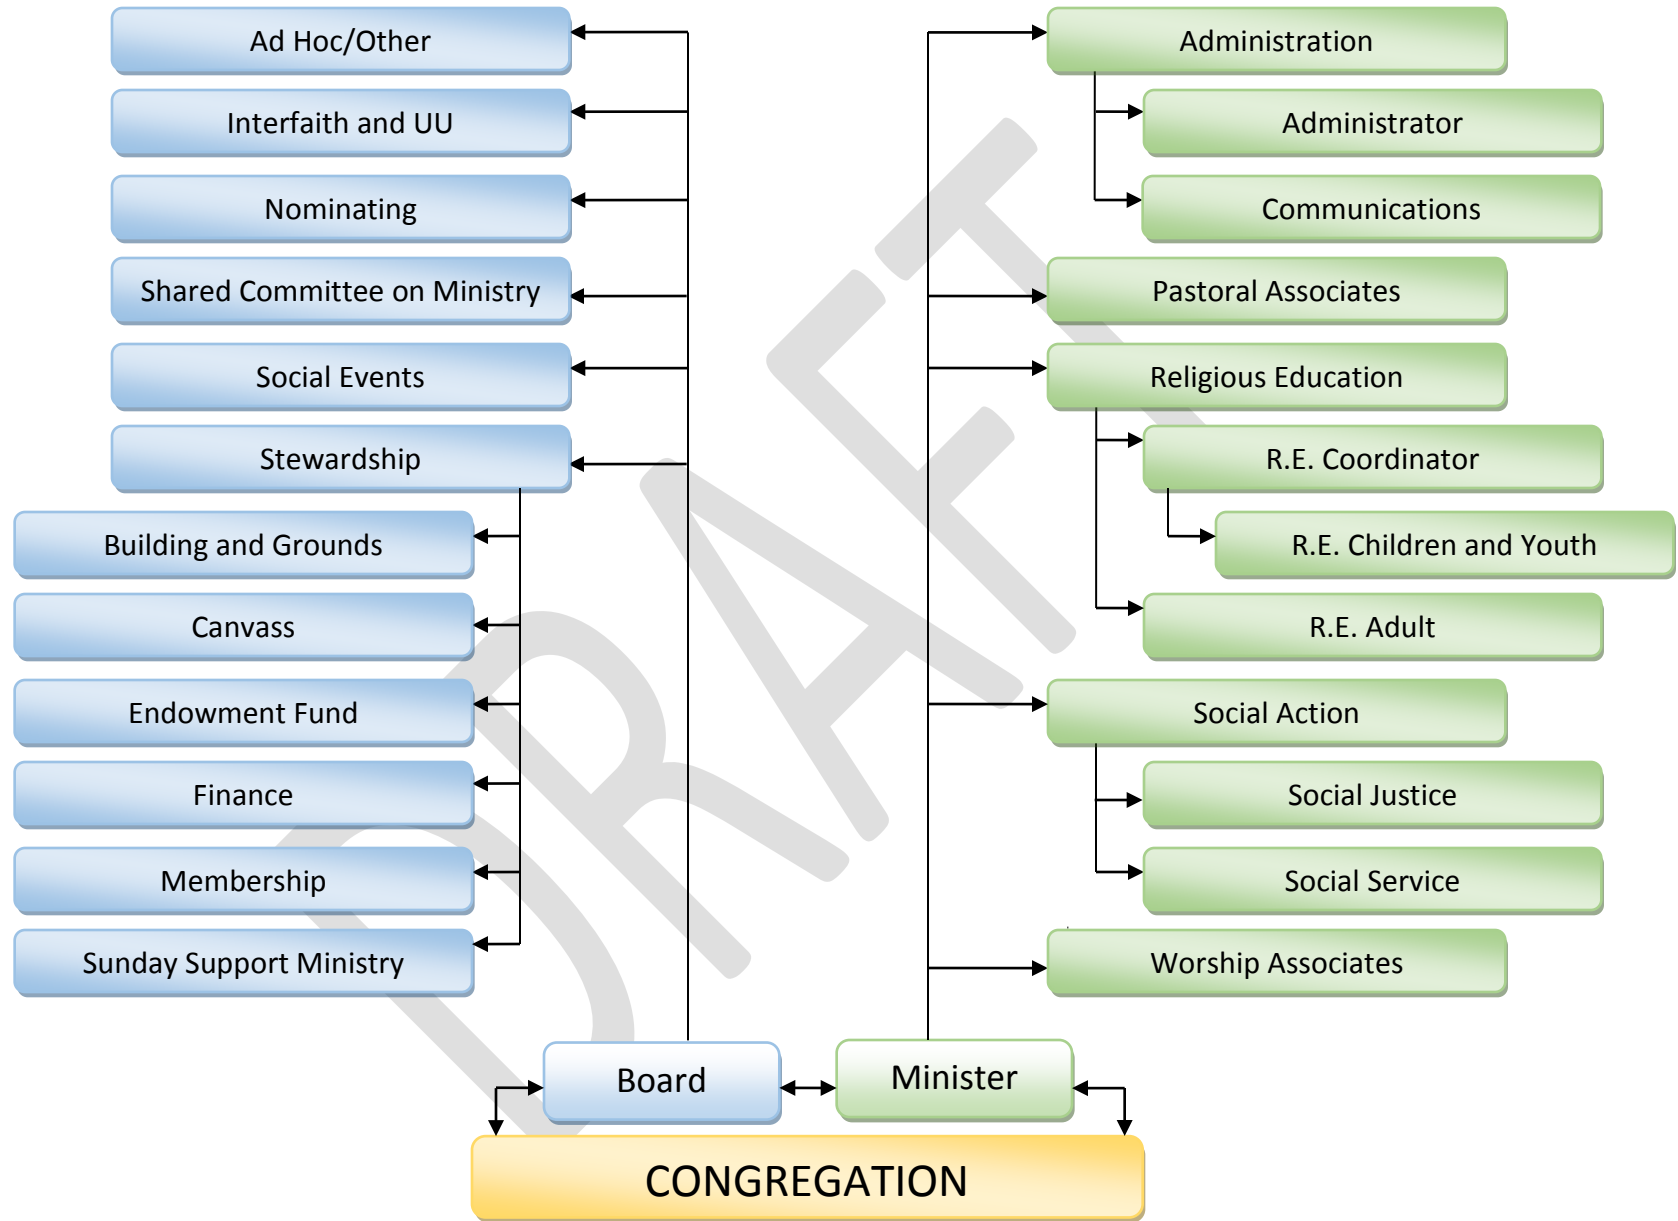 Ad Hoc/Other
Interfaith and UU
Nominating
Shared Committee on Ministry
Social Events
Stewardship
Building and Grounds
Canvass
Endowment Fund
Finance
Membership
Sunday Support Ministry
Administration
Administrator
Communications
Pastoral Associates
Religious Education
R.E. Coordinator
R.E. Children and Youth
R.E. Adult
Social Action
Social Justice
Social Service
Worship Associates
Board
Minister
CONGREGATION
DRAFT